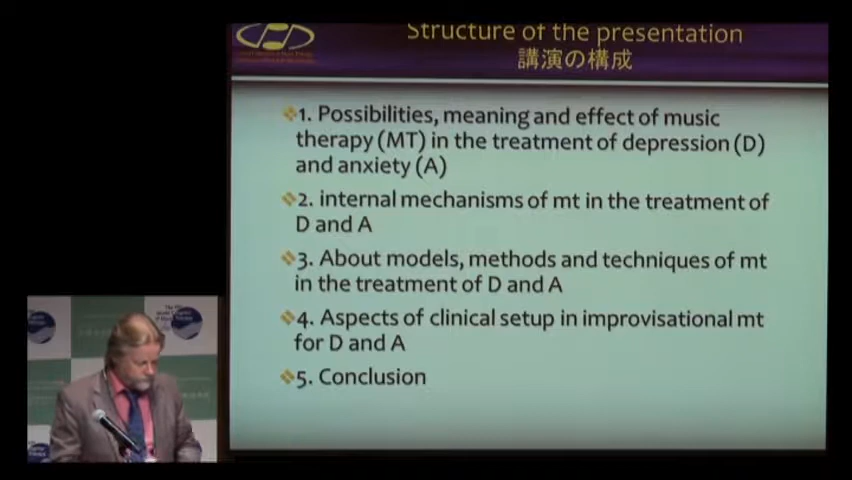 Structure of the presentation
講演の構成
1. Possibilities, meaning and effect of music
therapy (MT) in the treatment of depression (D)
and anxiety (A)
2. internal mechanisms of mt in the treatment of
D and A
3. About models, methods and techniques of mt
in the treatment of D and A
4. Aspects of clinical setup in improvisational mt
for D and A
5. Conclusion